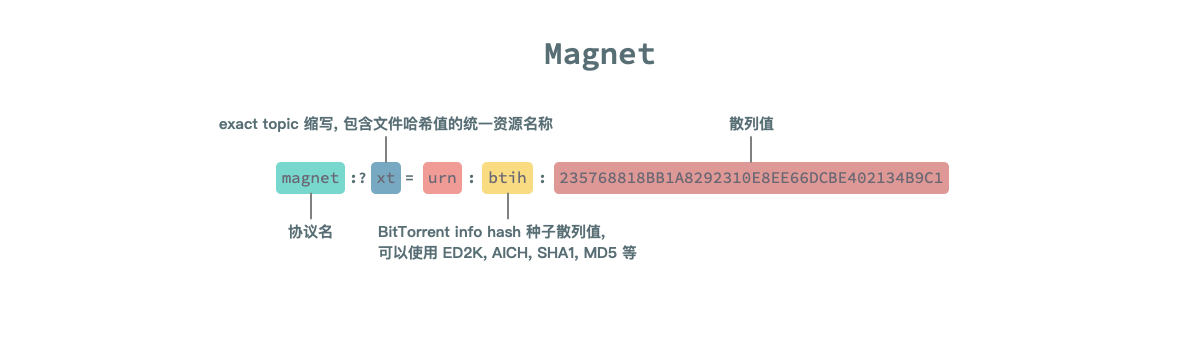 Magnet
exact topic 缩写, 包含文件哈希值的统一资源名称
散列值
magnet :? xt = urn : btih : 235768818BB1A8292310E8EE66DCBE402134B9C1
协议名
BitTorrent info hash 种子散列值,
可以使用 ED2K, AICH, SHA1, MD5 等